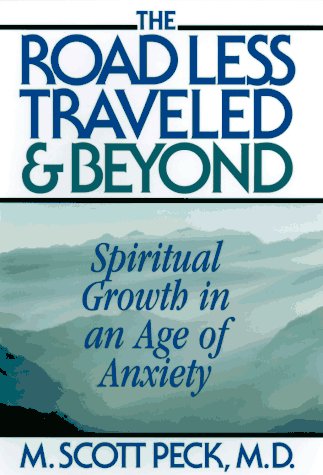 THE
ROAD LESS
TRAVELED
& BEYOND
Spiritual
Growth in
an Age of
Anxiety
M. SCOTT PECK, M.D.